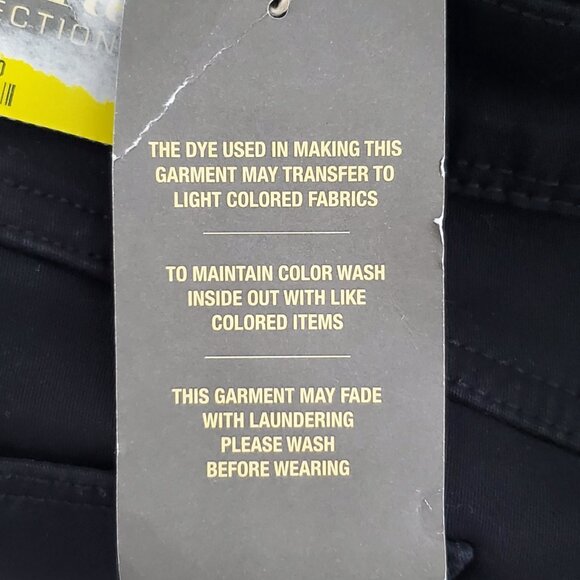 ECTION
THE DYE USED IN MAKING THIS
GARMENT MAY TRANSFER TO
LIGHT COLORED FABRICS
TO MAINTAIN COLOR WASH
INSIDE OUT WITH LIKE
COLORED ITEMS
THIS GARMENT MAY FADE
WITH LAUNDERING
PLEASE WASH
BEFORE WEARING